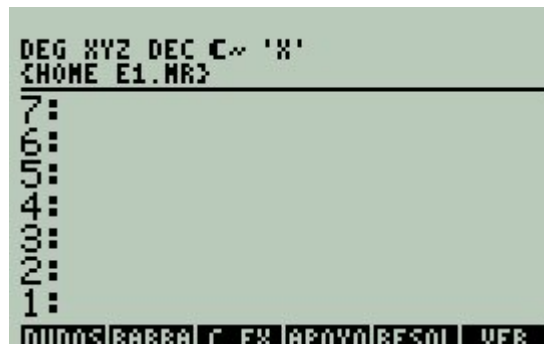 DEG XYZ DEC C~ 'X'
{HOME E1.MR}
7:
6:
5:
4:
3:
2:
1:
NUDOS BARRA C EX APOYO RESOL VER